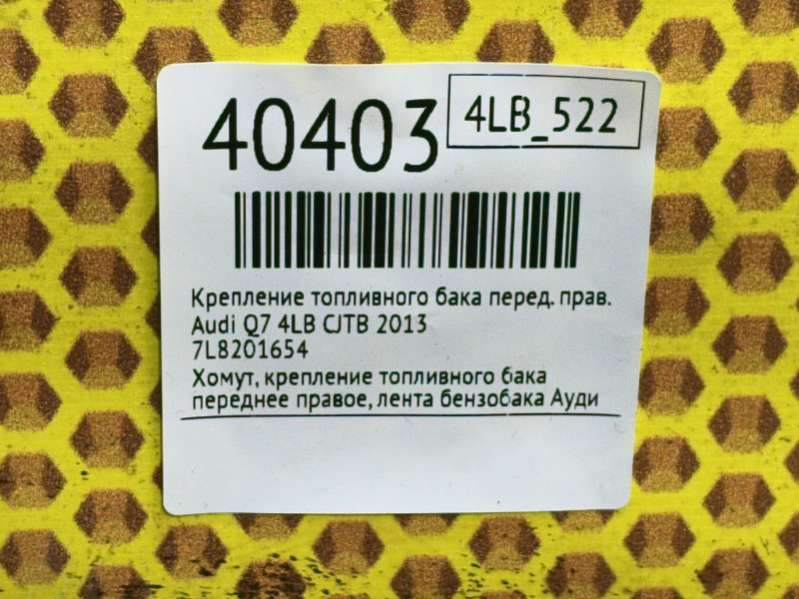 40403
4LB_522
Крепление топливного бака перед. прав.
Audi Q7 4LB CJTB 2013
7L8201654
Хомут, крепление топливного бака
переднее правое, лента бензобака Ауди